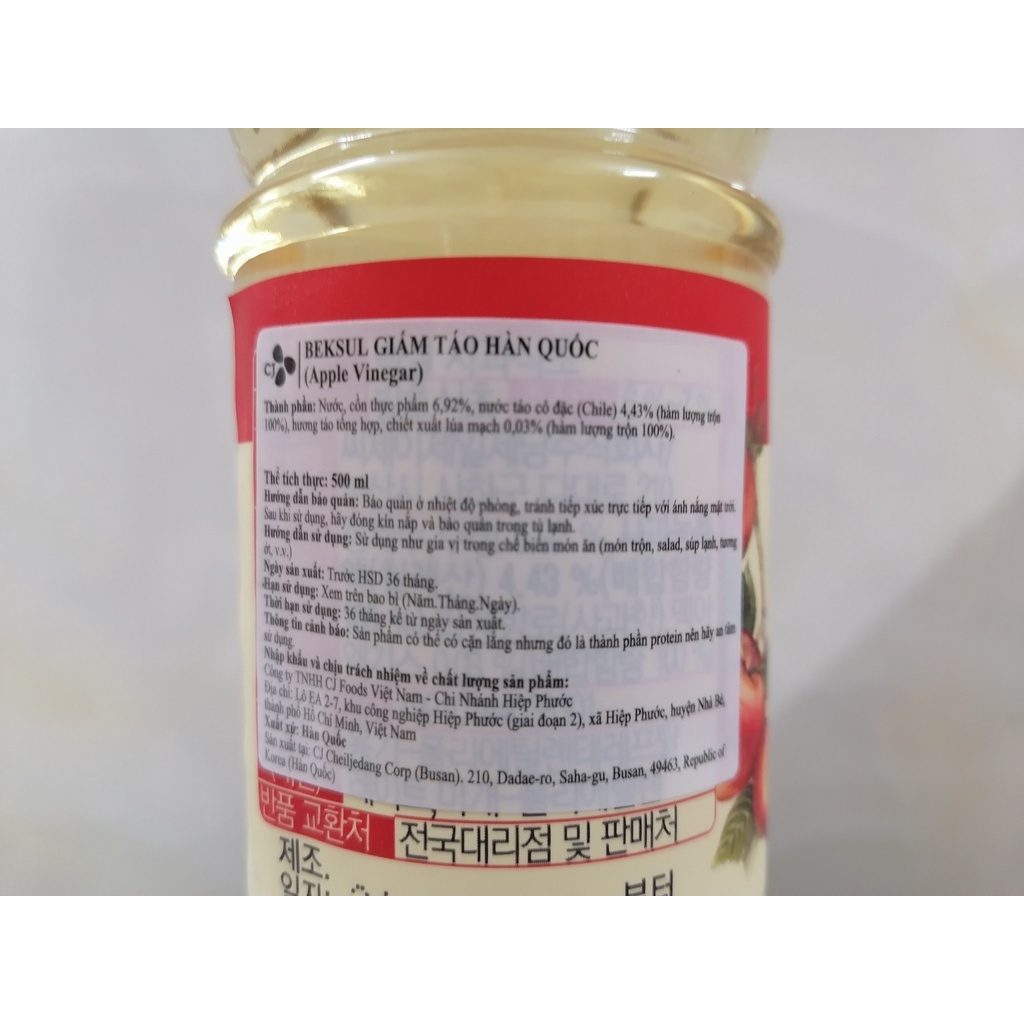 CJ
BEKSUL GIẤM TÁO HÀN QUỐC
(Apple Vinegar)
Thành phần: Nước, cồn thực phẩm 6,92%, nước táo cô đặc (Chile) 4,43% (hàm lượng trộn
100%), hương táo tổng hợp, chiết xuất lúa mạch 0,03% (hàm lượng trộn 100%).
Thể tích thực: 500 ml
Hướng dẫn bảo quản: Bảo quản ở nhiệt độ phòng, tránh tiếp xúc trực tiếp với ánh nắng mặt trời.
Sau khi sử dụng, hãy đóng kín nắp và bảo quản trong tủ lạnh.
Hướng dẫn sử dụng: Sử dụng như gia vị trong chế biến món ăn (món trộn, salad, súp lạnh, tương
ớt, v.v.)
Ngày sản xuất: Trước HSD 36 tháng.
Hạn sử dụng: Xem trên bao bì (Năm.Tháng.Ngày).
Thời hạn sử dụng: 36 tháng kể từ ngày sản xuất.
Thông tin cảnh báo: Sản phẩm có thể có cặn lắng nhưng đó là thành phần protein nên hãy an tâm
sử dụng.
Nhập khẩu và chịu trách nhiệm về chất lượng sản phẩm:
Công ty TNHH CJ Foods Việt Nam - Chi Nhánh Hiệp Phước
Địa chỉ: Lô EA 2-7, khu công nghiệp Hiệp Phước (giai đoạn 2), xã Hiệp Phước, huyện Nhà Bè,
thành phố Hồ Chí Minh, Việt Nam
Xuất xứ: Hàn Quốc
Sản xuất tại: CJ Cheiljedang Corp (Busan). 210, Dadae-ro, Saha-gu, Busan, 49463, Republic of
Korea (Hàn Quốc)
반품 교환처 전국대리점 및 판매처
제조.